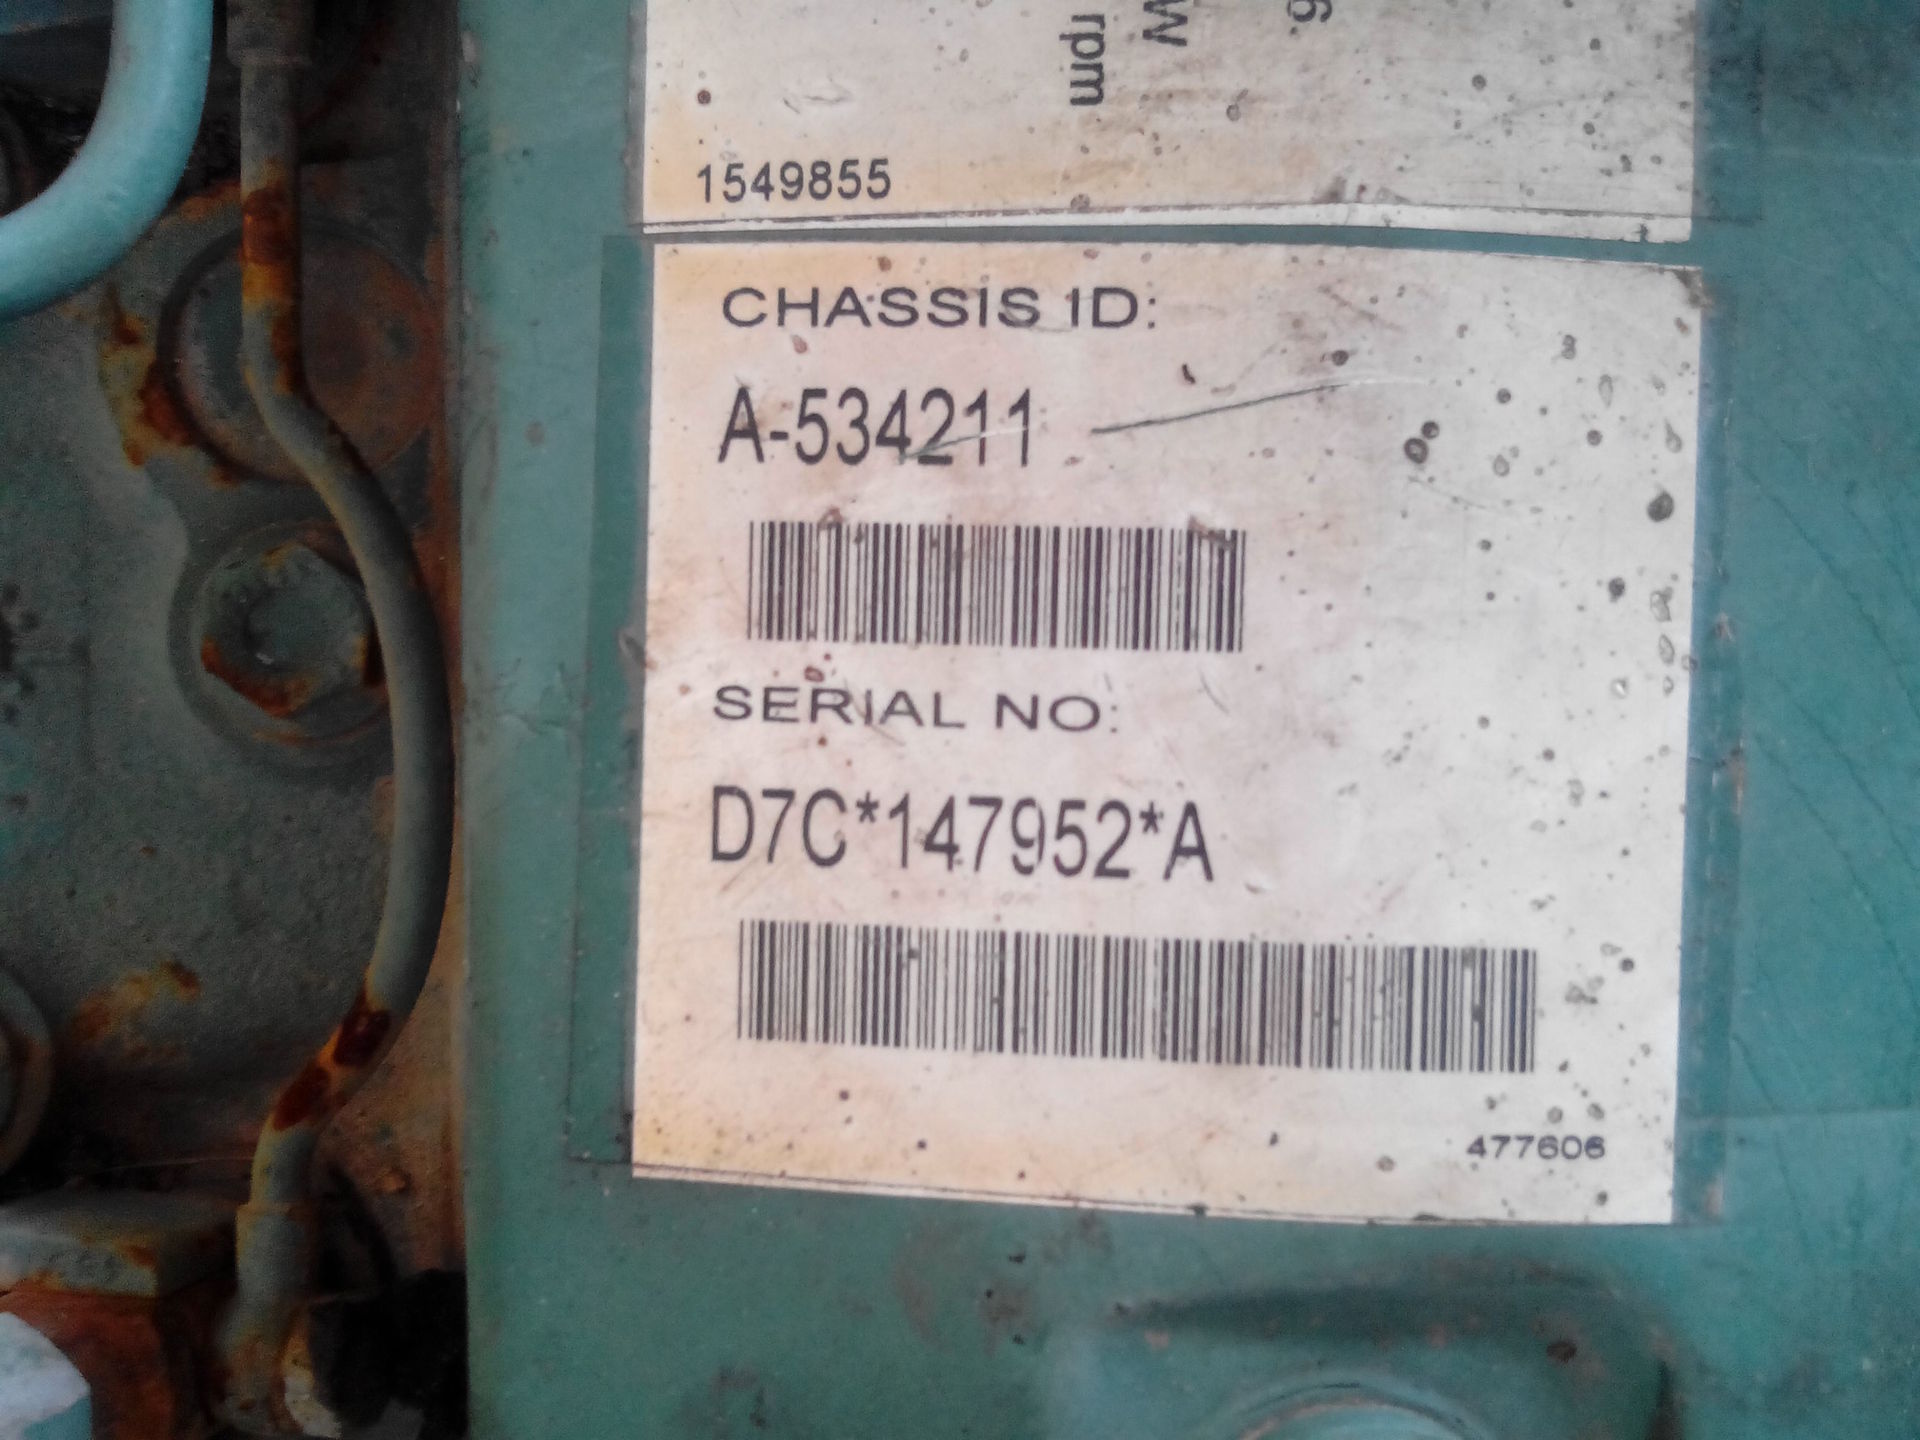 W
rpm
1549855
CHASSIS ID:
A-534211
SERIAL NO:
D7C*147952*A
477606